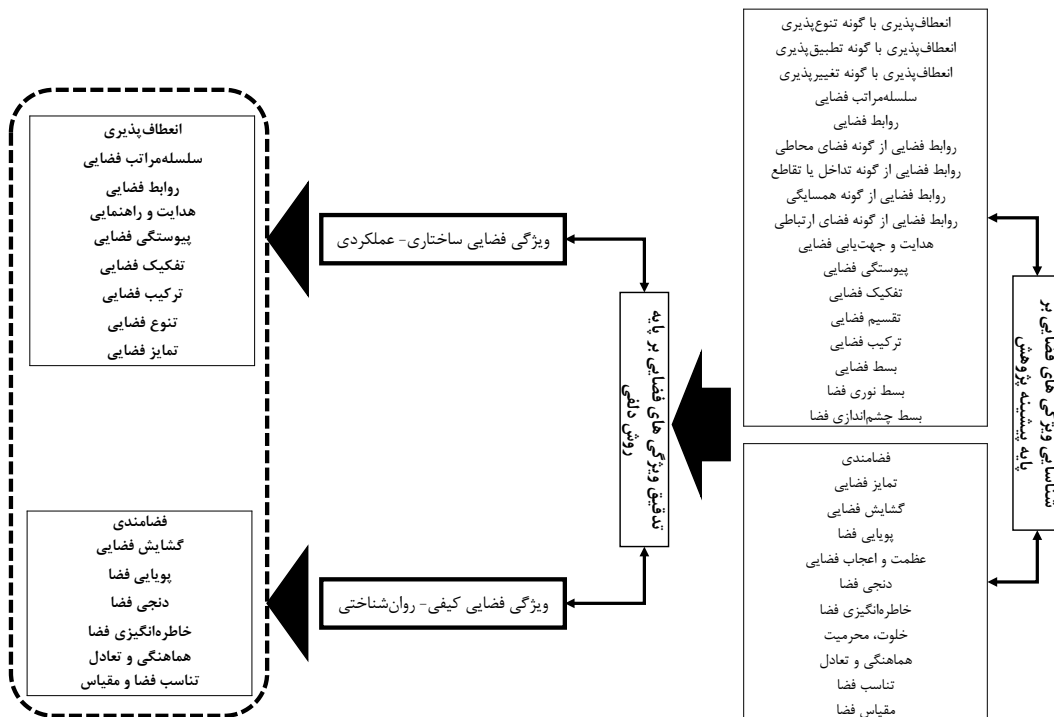 انعطاف‌پذیری با گونه تنوع‌پذیری
انعطاف‌پذیری با گونه تطبیق‌پذیری
انعطاف‌پذیری با گونه تغییرپذیری
سلسله‌مراتب فضایی
روابط فضایی
روابط فضایی از گونه فضای محاطی
روابط فضایی از گونه تداخل یا تقاطع
روابط فضایی از گونه همسایگی
روابط فضایی از گونه فضای ارتباطی
هدایت و جهت‌یابی فضایی
پیوستگی فضایی
تفکیک فضایی
تقسیم فضایی
ترکیب فضایی
بسط فضایی
بسط نوری فضا
بسط چشم‌اندازی فضا
فضامندی
تمایز فضایی
گشایش فضایی
پویایی فضا
عظمت و اعجاب فضایی
دنجی فضا
خاطره‌انگیزی فضا
خلوت، محرمیت
هماهنگی و تعادل
تناسب فضا
مقیاس فضا
شناسایی ویژگی های فضایی بر
پایه پیشینه پژوهش
تدقیق ویژگی های فضایی بر پایه
روش دلفی
ویژگی فضایی ساختاری- عملکردی
ویژگی فضایی کیفی- روان‌شناختی
انعطاف‌پذیری
سلسله‌مراتب فضایی
روابط فضایی
هدایت و راهنمایی
پیوستگی فضایی
تفکیک فضایی
ترکیب فضایی
تنوع فضایی
تمایز فضایی
فضامندی
گشایش فضایی
پویایی فضا
دنجی فضا
خاطره‌انگیزی فضا
هماهنگی و تعادل
تناسب فضا و مقیاس